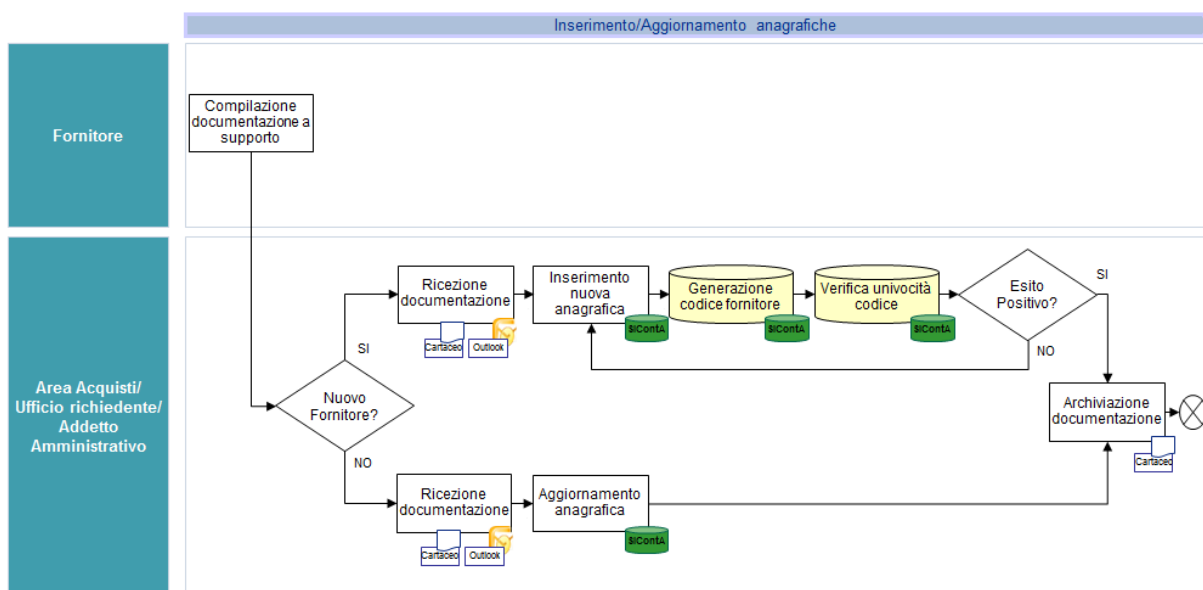 Inserimento/Aggiornamento anagrafiche
Fornitore
Compilazione
documentazione a
supporto
Area Acquisti/
Ufficio richiedente/
Addetto
Amministrativo
Nuovo
Fornitore?
SI
NO
Ricezione
documentazione
Cartaceo
Outlook
Inserimento
nuova
anagrafica
SIContA
Generazione
codice fornitore
SIContA
Verifica univocità
codice
SIContA
Esito
Positivo?
SI
NO
Ricezione
documentazione
Cartaceo
Outlook
Aggiornamento
anagrafica
SIContA
Archiviazione
documentazione
Cartaceo